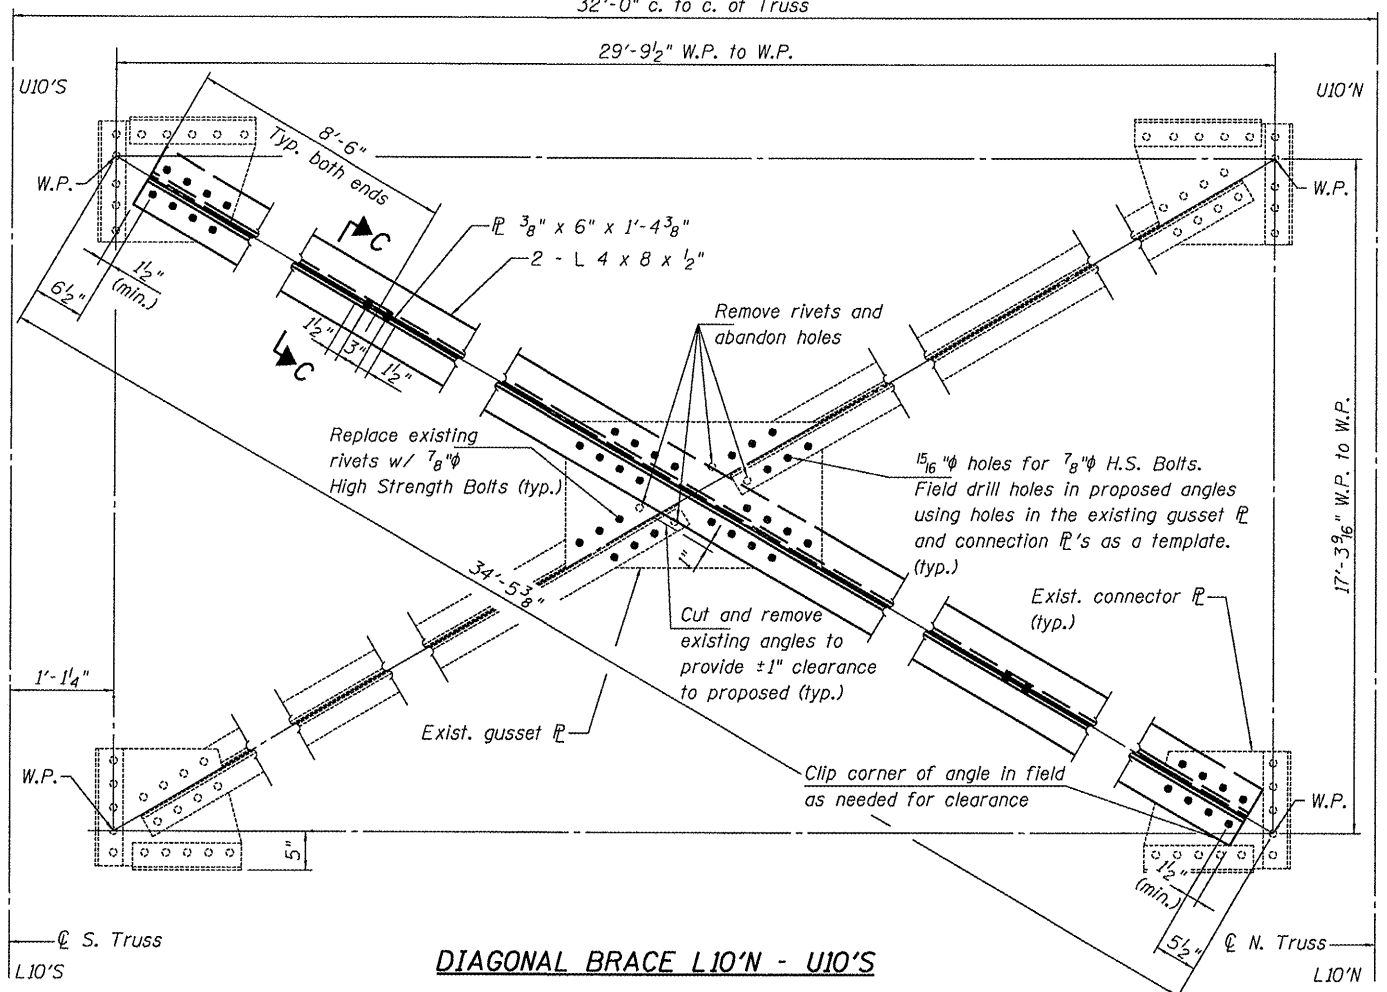 32'-0" c. to c. of Truss
29'-9½" W.P. to W.P.
U10'S
U10'N
8'-6"
Typ. both ends
W.P.
W.P.
C
℄ ⅜" x 6" x 1'-4⅜"
2 - L 4 x 8 x ½"
1½"
(min.)
6½"
1½"
3"
1½"
C
Remove rivets and
abandon holes
Replace existing
rivets w/ ⅞"ϕ
High Strength Bolts (typ.)
15/16"ϕ holes for ⅞"ϕ H.S. Bolts.
Field drill holes in proposed angles
using holes in the existing gusset PL
and connection PL's as a template.
(typ.)
17'-3 9/16" W.P. to W.P.
34'-5⅜"
1"
Cut and remove
existing angles to
provide ±1" clearance
to proposed (typ.)
Exist. connector PL
(typ.)
1'-1¼"
Exist. gusset PL
W.P.
Clip corner of angle in field
as needed for clearance
W.P.
5"
1½"
(min.)
5½"
℄ S. Truss
℄ N. Truss
L10'S
DIAGONAL BRACE L10'N - U10'S
L10'N